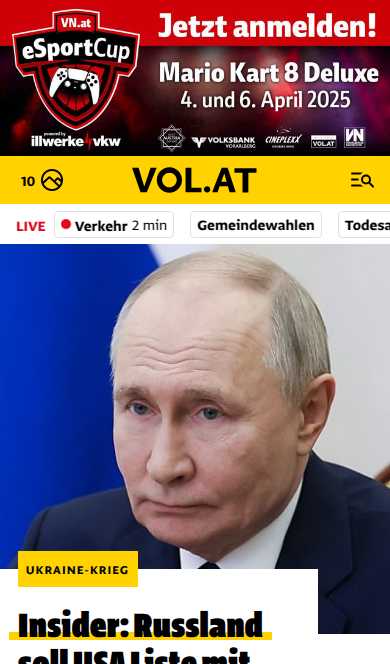 Jetzt anmelden!
VN.at
eSportCup
Mario Kart 8 Deluxe
4. und 6. April 2025
powered by
illwerke vkw
VOLKSBANK
VORARLBERG
CINEPLEXX
VOL.AT
VN
10
VOL.AT
LIVE
Verkehr 2 min
Gemeindewahlen
Todesa
UKRAINE-KRIEG
Insider: Russland
soll USA Liste mit